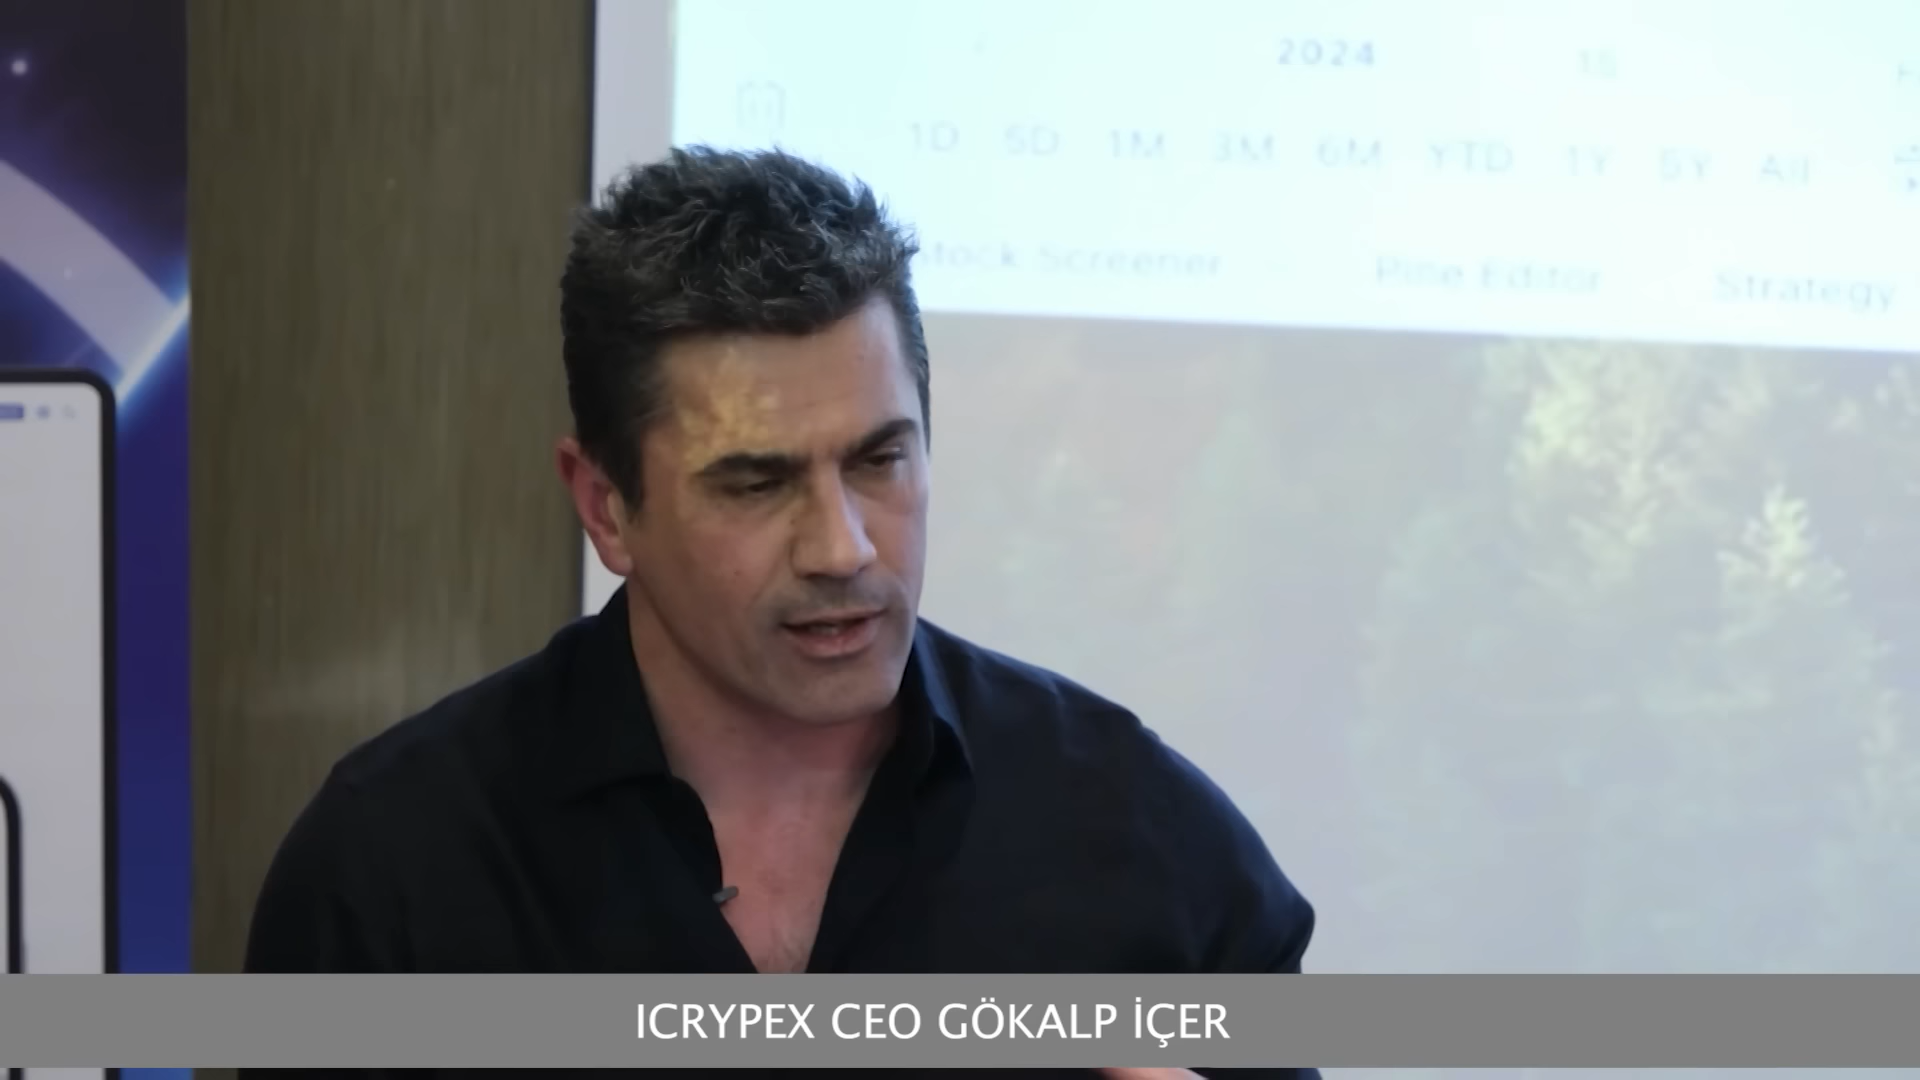 2024 15
1D 5D 1M 3M 6M YTD 1Y 5Y All
Stock Screener Pine Editor Strategy
ICRYPEX CEO GÖKALP İÇER